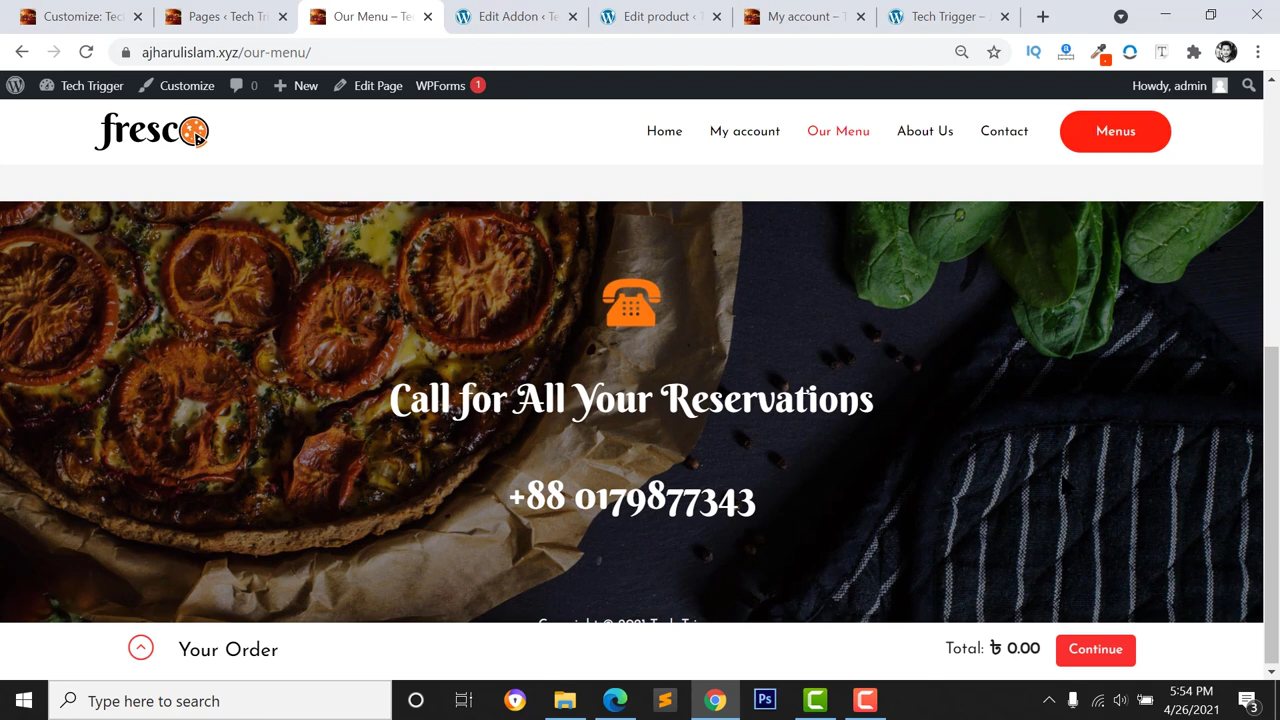 Customize: Tec
Pages ‹ Tech Tri
Our Menu – Te
Edit Addon ‹ Te
Edit product ‹ T
My account – T
Tech Trigger –
ajharulislam.xyz/our-menu/
IQ
T
Tech Trigger
Customize
0
New
Edit Page
WPForms
1
Howdy, admin
fresco
Home
My account
Our Menu
About Us
Contact
Menus
Call for All Your Reservations
+88 0179877343
Your Order
Total: ৳ 0.00
Continue
Type here to search
Ps
5:54 PM
4/26/2021
3